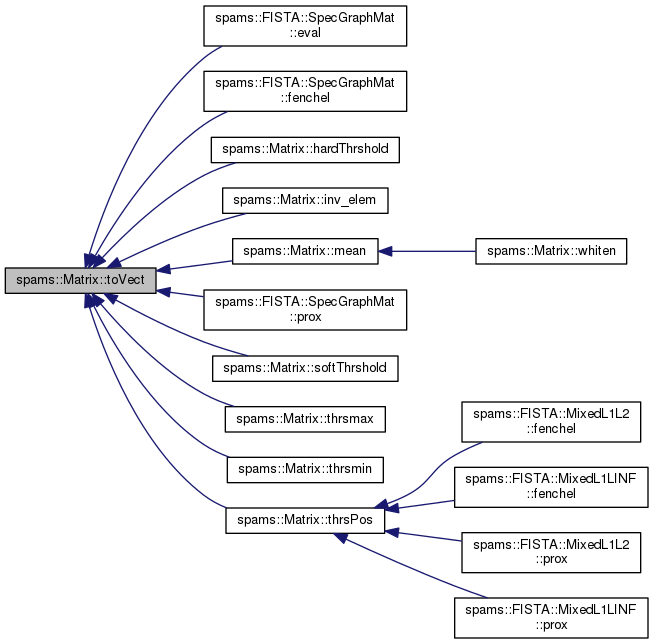 spams::FISTA::SpecGraphMat
::eval
spams::FISTA::SpecGraphMat
::fenchel
spams::Matrix::hardThrshold
spams::Matrix::inv_elem
spams::Matrix::mean
spams::Matrix::whiten
spams::Matrix::toVect
spams::FISTA::SpecGraphMat
::prox
spams::Matrix::softThrshold
spams::Matrix::thrsmax
spams::Matrix::thrsmin
spams::Matrix::thrsPos
spams::FISTA::MixedL1L2
::fenchel
spams::FISTA::MixedL1LINF
::fenchel
spams::FISTA::MixedL1L2
::prox
spams::FISTA::MixedL1LINF
::prox